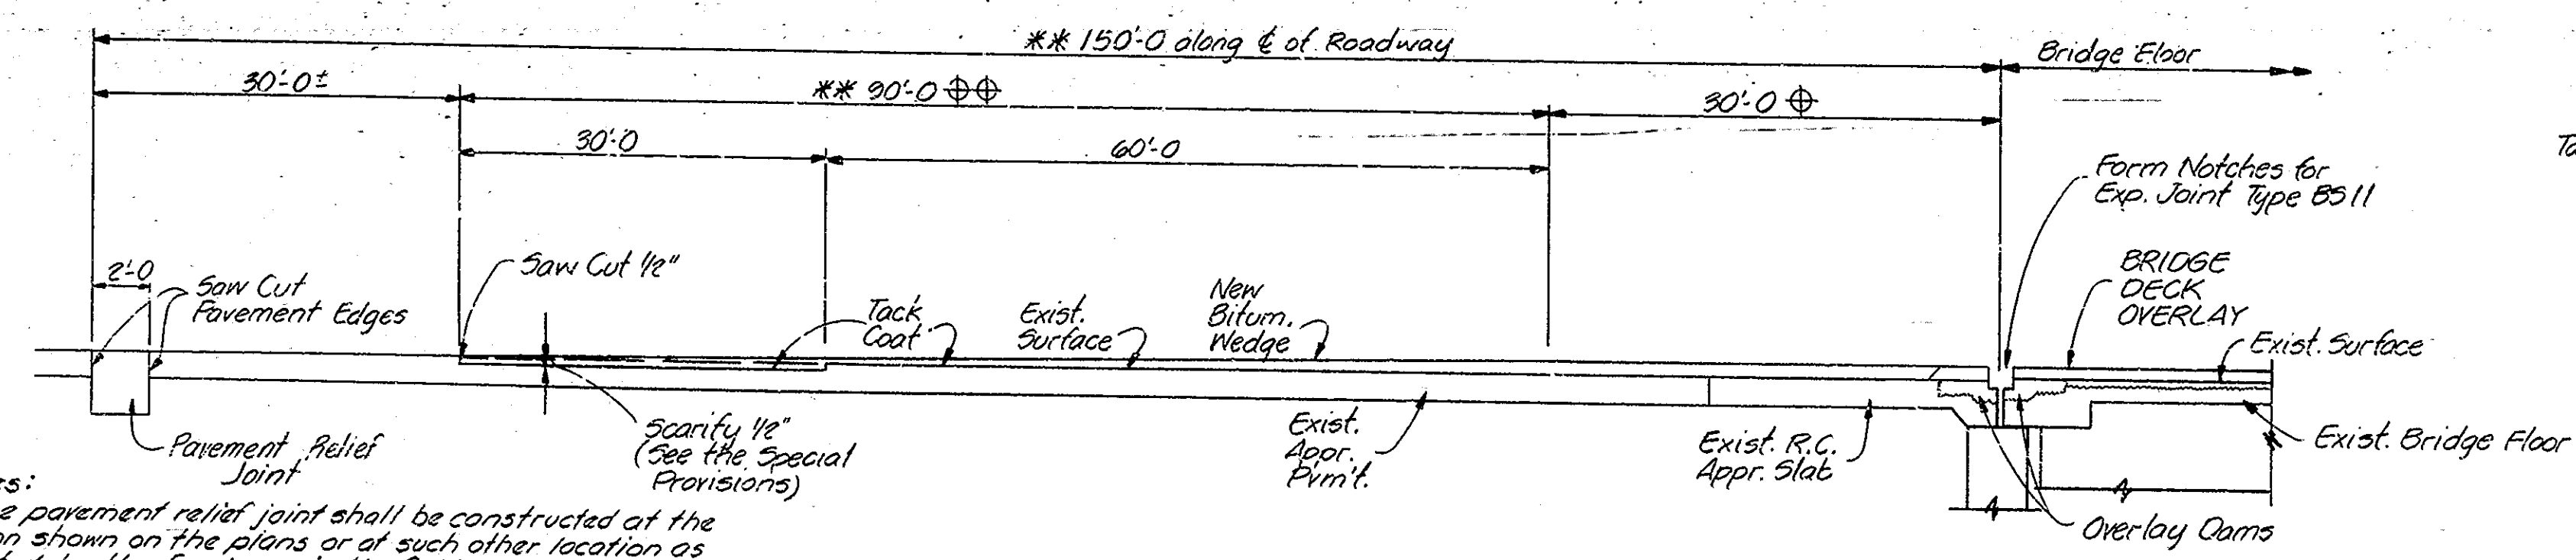 ** 150'-0 along ℄ of Roadway
Bridge Floor
30'-0±
** 90'-0 ⊕⊕
30'-0 ⊕
30'-0
60'-0
Form Notches for
Exp. Joint Type BS11
2'-0
Saw Cut
Pavement Edges
Saw Cut 1/2"
Tack
Coat
Exist.
Surface
New
Bitum.
Wedge
BRIDGE
DECK
OVERLAY
Exist. Surface
Pavement Relief
Joint
Scarify 1/2"
(See the Special
Provisions)
Exist.
Appr.
Pvm't.
Exist. R.C.
Appr. Slab
Exist. Bridge Floor
Overlay Dams
pavement relief joint shall be constructed at the
shown on the plans or at such other location as